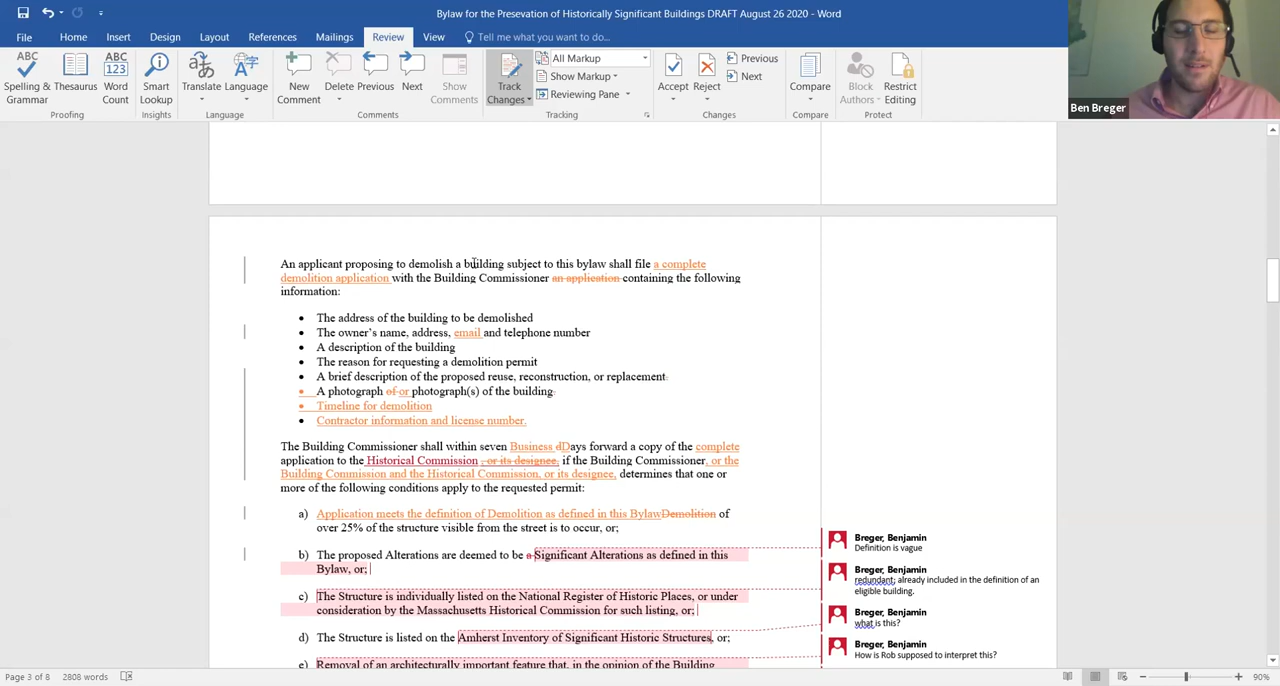 Bylaw for the Presevation of Historically Significant Buildings DRAFT August 26 2020 - Word
File Home Insert Design Layout References Mailings Review View Tell me what you want to do...
Spelling & Grammar
Thesaurus
Word Count
Smart Lookup
Translate
Language
New Comment
Delete
Previous
Next
Show Comments
Track Changes
All Markup
Show Markup
Reviewing Pane
Accept
Reject
Previous
Next
Compare
Block Authors
Restrict Editing
Proofing
Insights
Language
Comments
Tracking
Changes
Compare
Protect
Ben Breger
An applicant proposing to demolish a building subject to this bylaw shall file a complete
demolition application with the Building Commissioner an application containing the following
information:
• The address of the building to be demolished
• The owner's name, address, email and telephone number
• A description of the building
• The reason for requesting a demolition permit
• A brief description of the proposed reuse, reconstruction, or replacement.
• A photograph of or photograph(s) of the building.
• Timeline for demolition
• Contractor information and license number.
The Building Commissioner shall within seven Business dDays forward a copy of the complete
application to the Historical Commission , or its designee, if the Building Commissioner, or the
Building Commission and the Historical Commission, or its designee, determines that one or
more of the following conditions apply to the requested permit:
a) Application meets the definition of Demolition as defined in this BylawDemolition of
over 25% of the structure visible from the street is to occur, or;
b) The proposed Alterations are deemed to be a Significant Alterations as defined in this
Bylaw, or;
c) The Structure is individually listed on the National Register of Historic Places, or under
consideration by the Massachusetts Historical Commission for such listing, or;
d) The Structure is listed on the Amherst Inventory of Significant Historic Structures, or;
e) Removal of an architecturally important feature that, in the opinion of the Building
Breger, Benjamin
Definition is vague
Breger, Benjamin
redundant; already included in the definition of an
eligible building.
Breger, Benjamin
what is this?
Breger, Benjamin
How is Rob supposed to interpret this?
Page 3 of 8 2808 words
90%